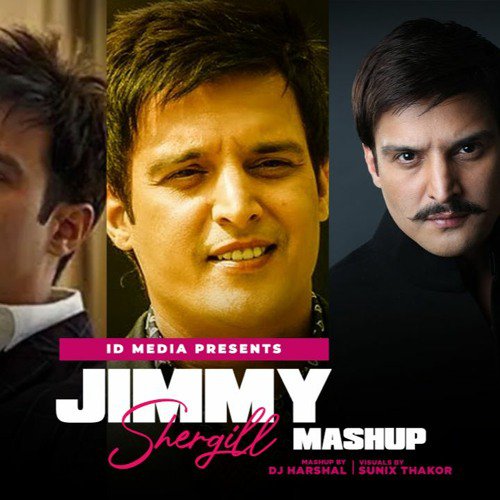 ID MEDIA PRESENTS
JIMMY
Shergill MASHUP
MASHUP BY | VISUALS BY
DJ HARSHAL | SUNIX THAKOR